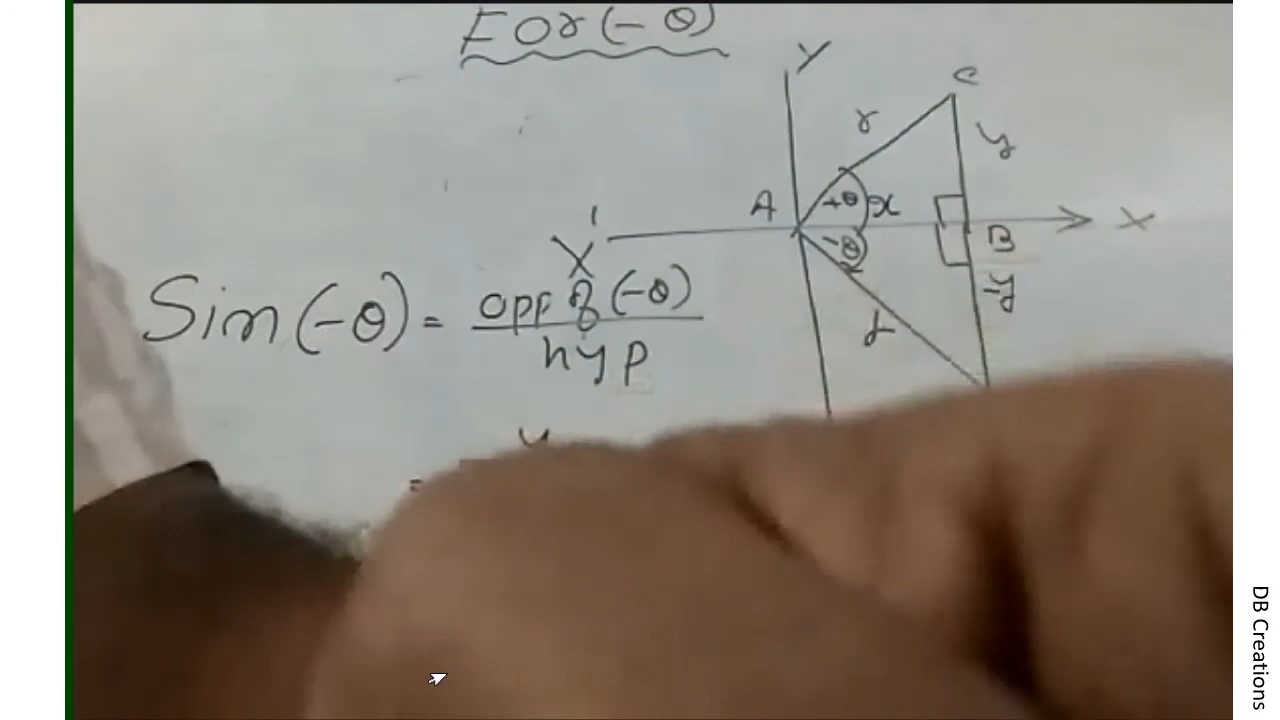 For (-θ)
Y
C
r
y
A
+θ
x
X'
X
-θ
B
-y
r
Sin(-θ) = opp of (-θ)
hyp
=
DB Creations